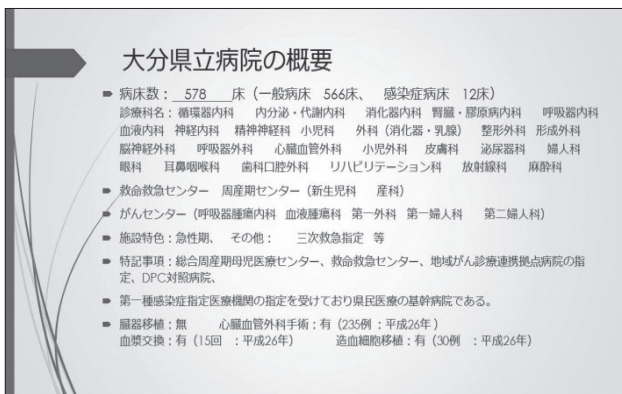 大分県立病院の概要
病床数：578　床（一般病床 566床、 感染症病床 12床）
診療科名：循環器内科　内分泌・代謝内科　消化器内科　腎臓・膠原病内科　呼吸器内科
血液内科　神経内科　精神神経科　小児科　外科（消化器・乳腺）　整形外科　形成外科
脳神経外科　呼吸器外科　心臓血管外科　小児外科　皮膚科　泌尿器科　婦人科
眼科　耳鼻咽喉科　歯科口腔外科　リハビリテーション科　放射線科　麻酔科
救命救急センター　周産期センター（新生児科　産科）
がんセンター（呼吸器腫瘍内科 血液腫瘍科 第一外科 第一婦人科　第二婦人科）
施設特色：急性期、 その他：　三次救急指定 等
特記事項：総合周産期母児医療センター、救命救急センター、地域がん診療連携拠点病院の指
定、DPC対照病院、
第一種感染症指定医療機関の指定を受けており県民医療の基幹病院である。
臓器移植：無　心臓血管外科手術：有（235例：平成26年）
血漿交換：有（15回　：平成26年）　造血細胞移植：有（30例　：平成26年）